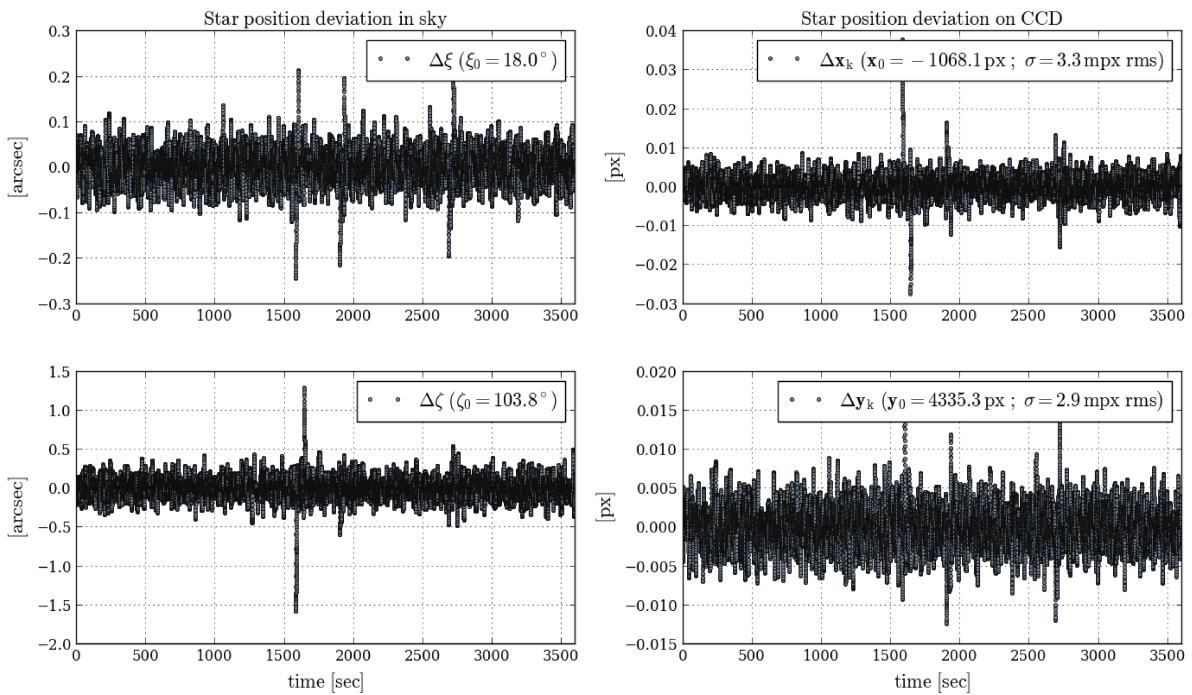 Star position deviation in sky
0.3
0.2
0.1
0.0
−0.1
−0.2
−0.3
[arcsec]
Δξ (ξ₀ = 18.0°)
0 500 1000 1500 2000 2500 3000 3500
Star position deviation on CCD
0.04
0.03
0.02
0.01
0.00
−0.01
−0.02
−0.03
[px]
Δxₖ (x₀ = −1068.1 px ; σ = 3.3 mpx rms)
0 500 1000 1500 2000 2500 3000 3500
1.5
1.0
0.5
0.0
−0.5
−1.0
−1.5
−2.0
[arcsec]
Δζ (ζ₀ = 103.8°)
0 500 1000 1500 2000 2500 3000 3500
time [sec]
0.020
0.015
0.010
0.005
0.000
−0.005
−0.010
−0.015
[px]
Δyₖ (y₀ = 4335.3 px ; σ = 2.9 mpx rms)
0 500 1000 1500 2000 2500 3000 3500
time [sec]